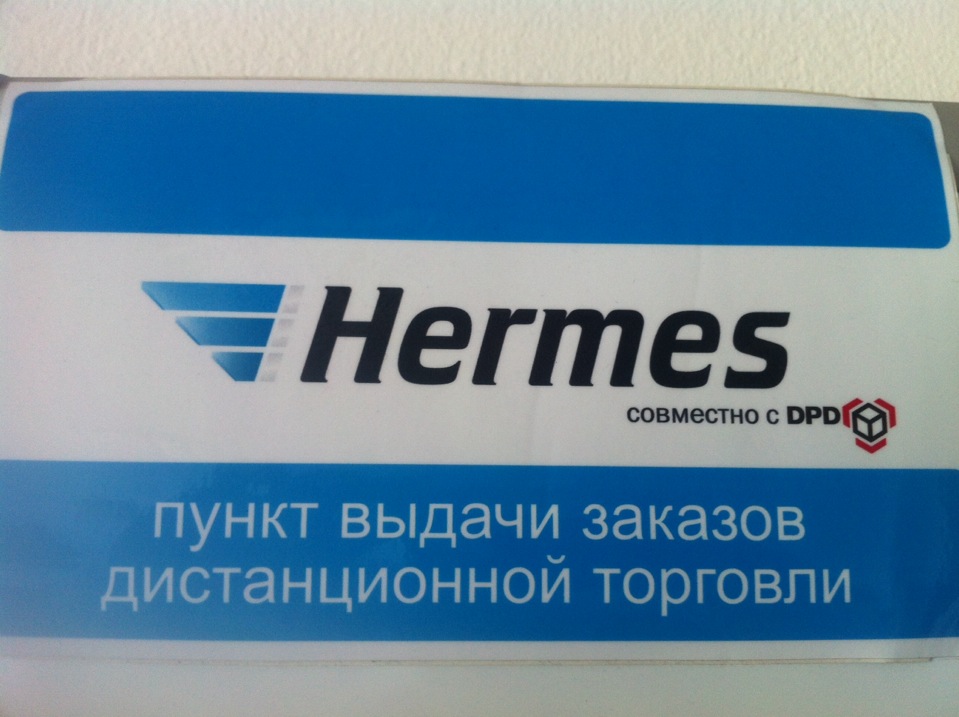 Hermes
совместно с DPD
пункт выдачи заказов
дистанционной торговли